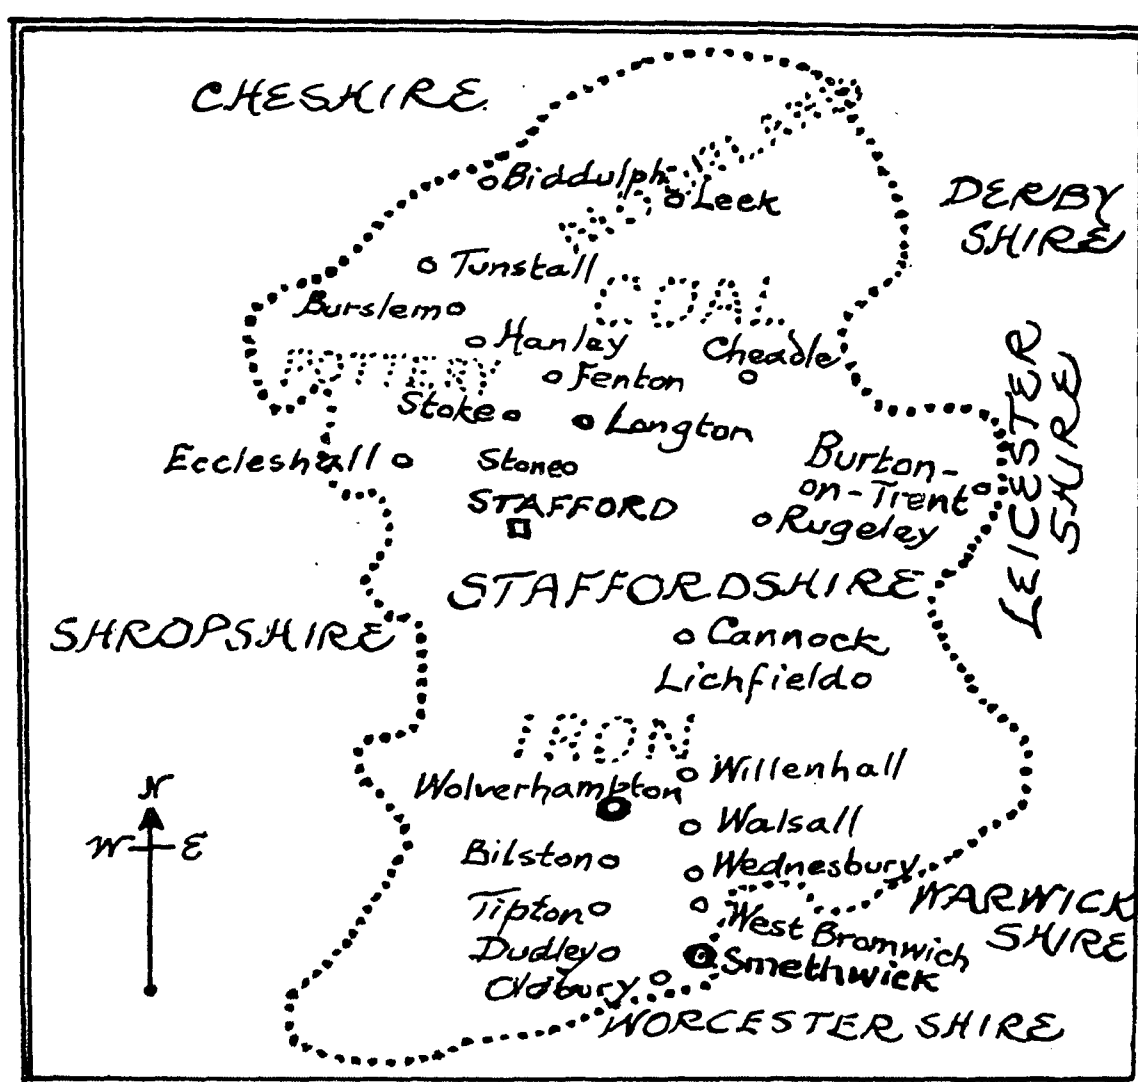 CHESHIRE
Biddulph
Leek
DERBY
SHIRE
Tunstall
COAL
Burslem
Hanley
Cheadle
POTTERY
Fenton
Stoke
Longton
LEICESTER
SHIRE
Eccleshall
Stone
Burton-
on-Trent
STAFFORD
Rugeley
STAFFORDSHIRE
SHROPSHIRE
Cannock
Lichfield
IRON
Willenhall
Wolverhampton
N
W E
Walsall
Bilston
Wednesbury
Tipton
West Bromwich
WARWICK
SHIRE
Dudley
Smethwick
Oldbury
WORCESTERSHIRE